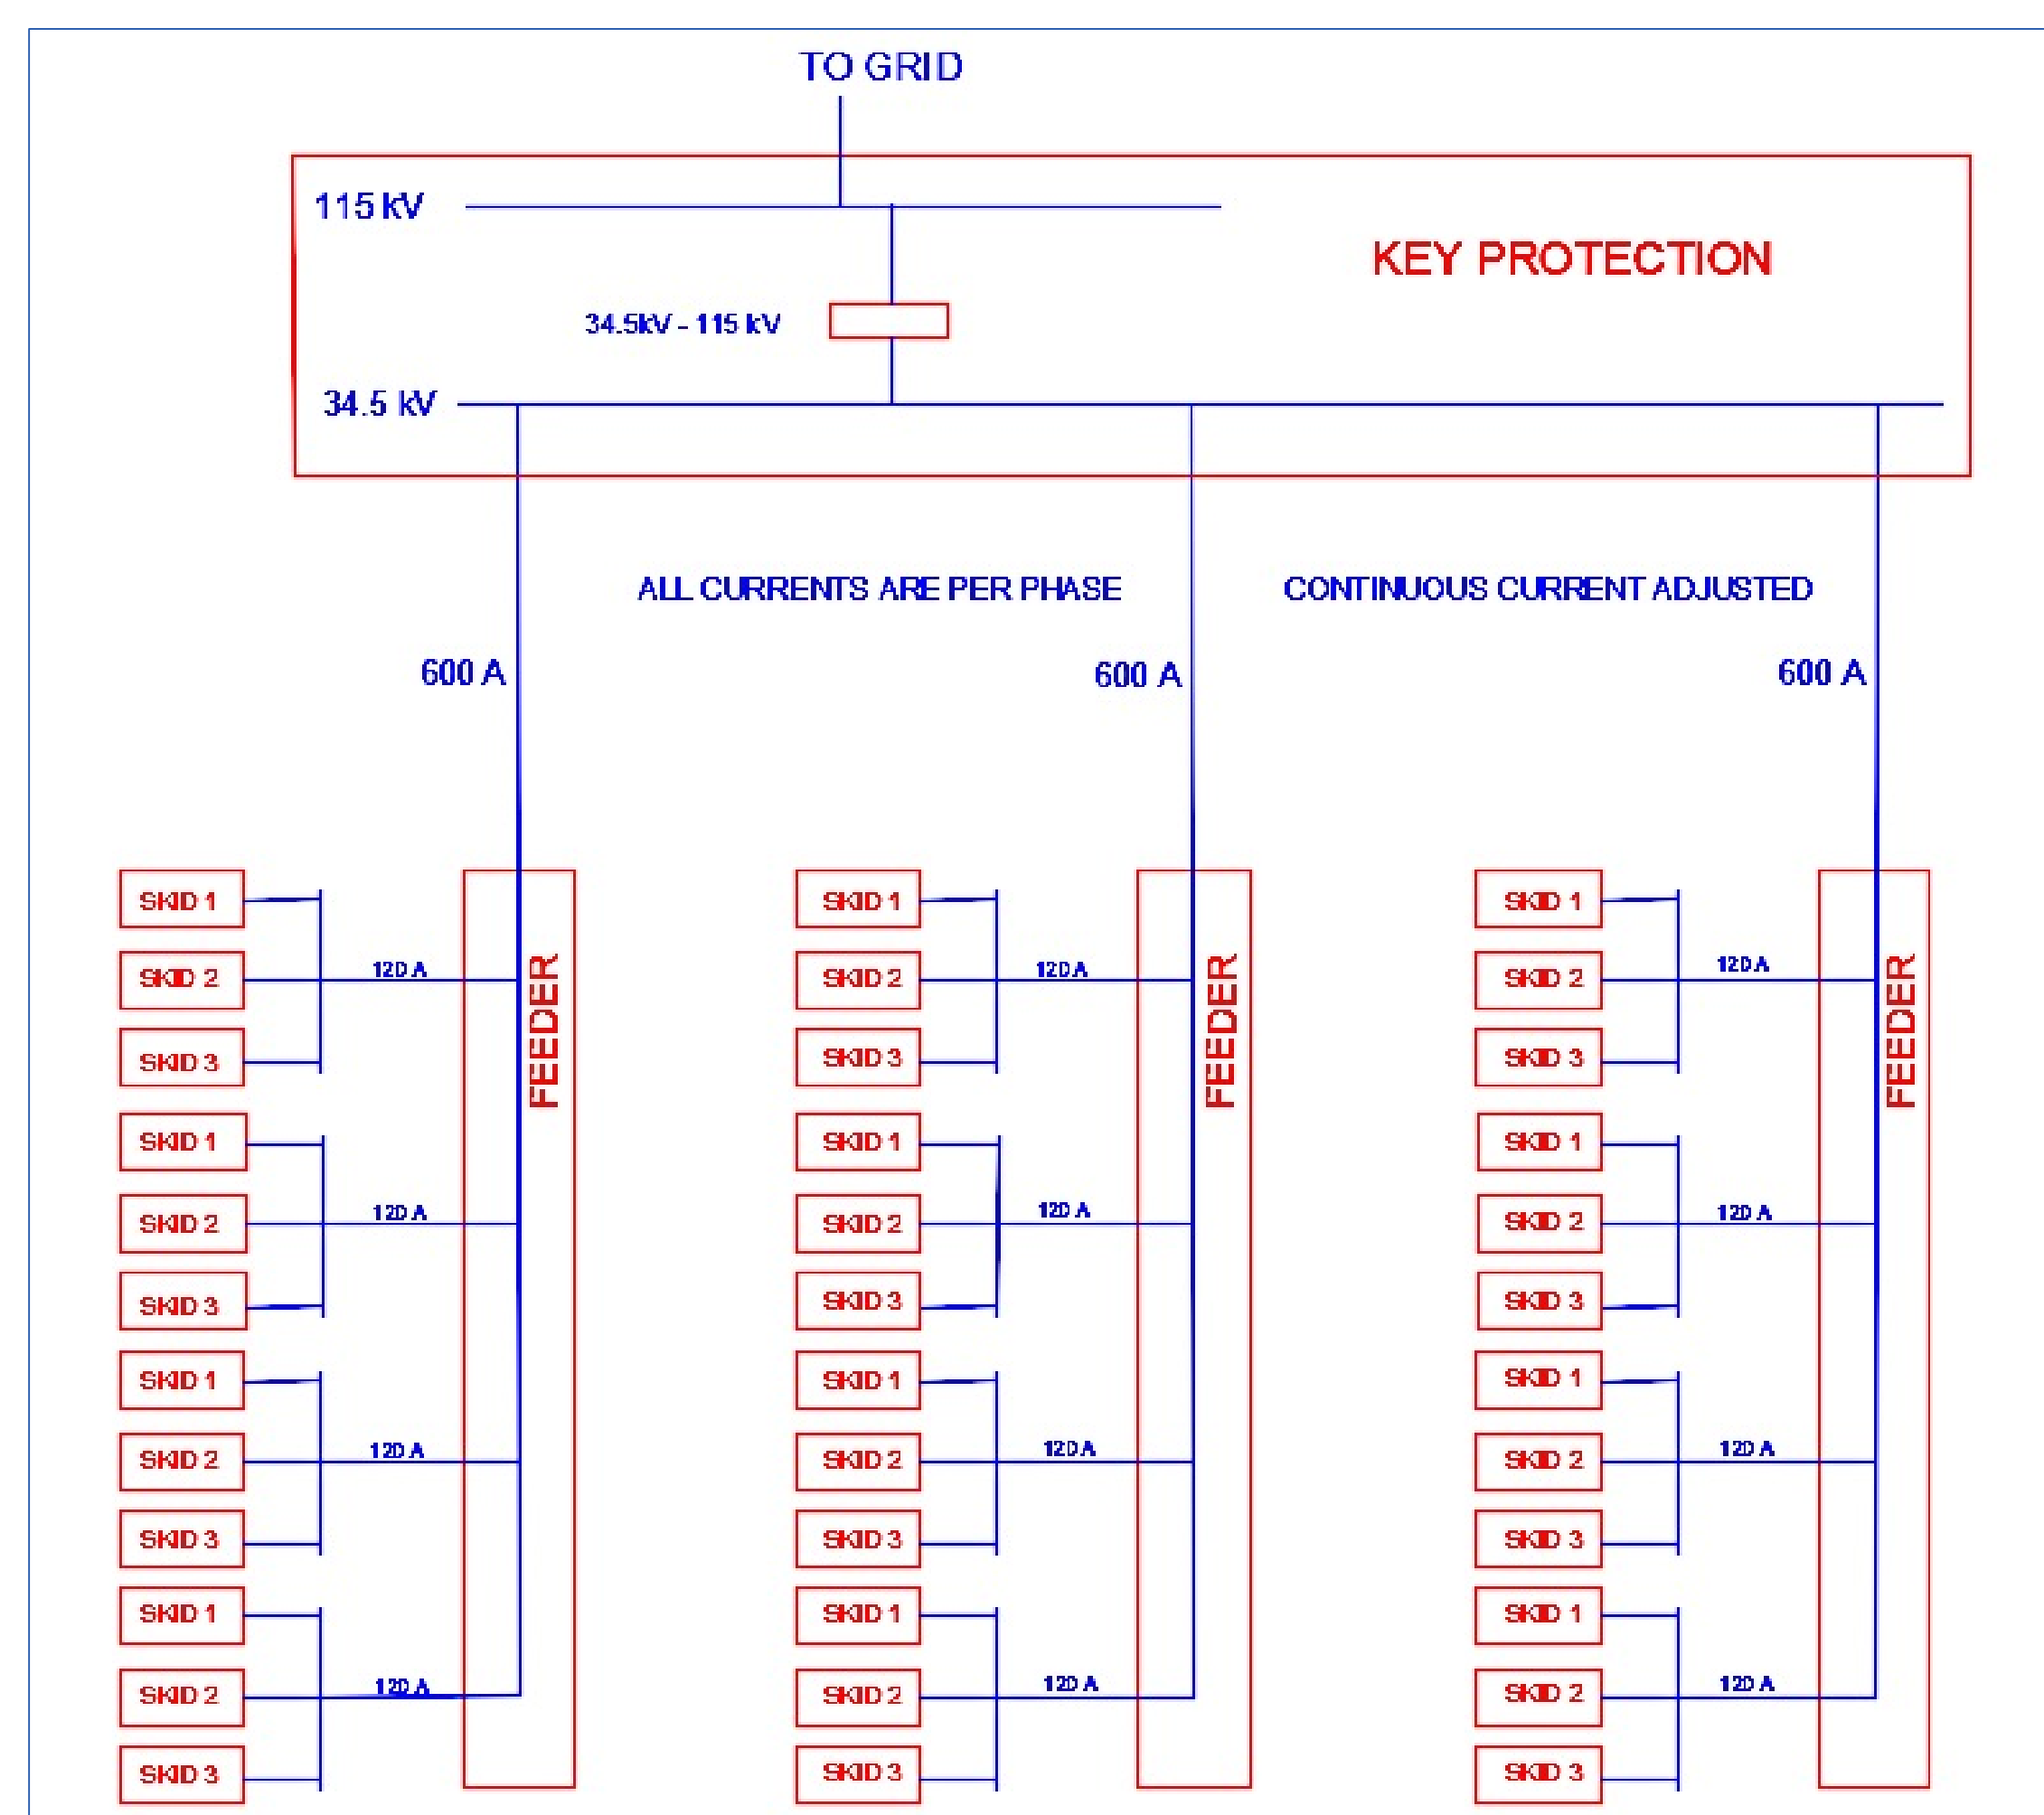 TO GRID
115 kV
KEY PROTECTION
34.5kV - 115 kV
34.5 kV
ALL CURRENTS ARE PER PHASE
CONTINUOUS CURRENT ADJUSTED
600 A
600 A
600 A
SKID 1
SKID 2
SKID 3
120 A
SKID 1
SKID 2
SKID 3
120 A
SKID 1
SKID 2
SKID 3
120 A
SKID 1
SKID 2
SKID 3
120 A
FEEDER
SKID 1
SKID 2
SKID 3
120 A
SKID 1
SKID 2
SKID 3
120 A
SKID 1
SKID 2
SKID 3
120 A
SKID 1
SKID 2
SKID 3
120 A
FEEDER
SKID 1
SKID 2
SKID 3
120 A
SKID 1
SKID 2
SKID 3
120 A
SKID 1
SKID 2
SKID 3
120 A
SKID 1
SKID 2
SKID 3
120 A
FEEDER